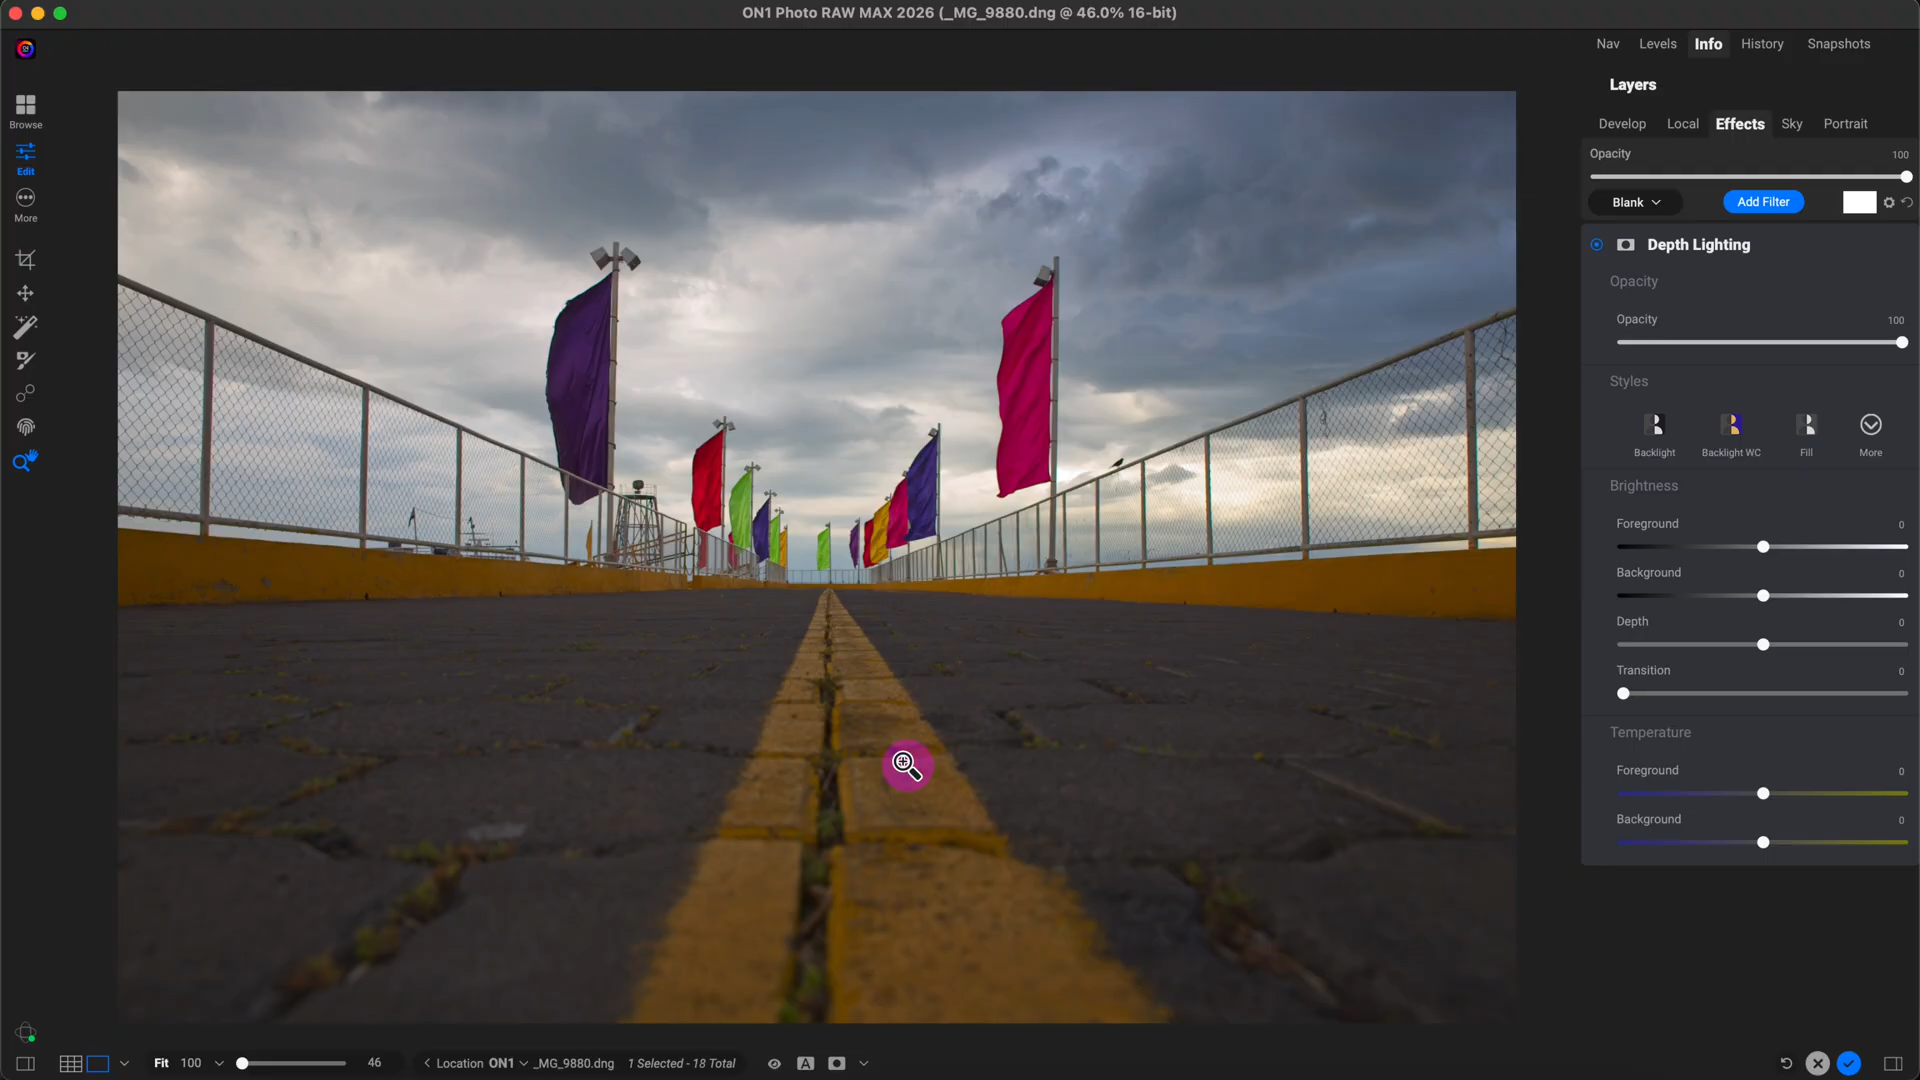 ON1 Photo RAW MAX 2026 (_MG_9880.dng @ 46.0% 16-bit)
Nav Levels Info History Snapshots
Layers
Browse
Develop Local Effects Sky Portrait
Opacity 100
Edit
Blank Add Filter
More
Depth Lighting
Opacity
Opacity 100
Styles
Backlight Backlight WC Fill More
Brightness
Foreground 0
Background 0
Depth 0
Transition 0
Temperature
Foreground 0
Background 0
Fit 100 46 Location ON1 _MG_9880.dng 1 Selected - 18 Total A